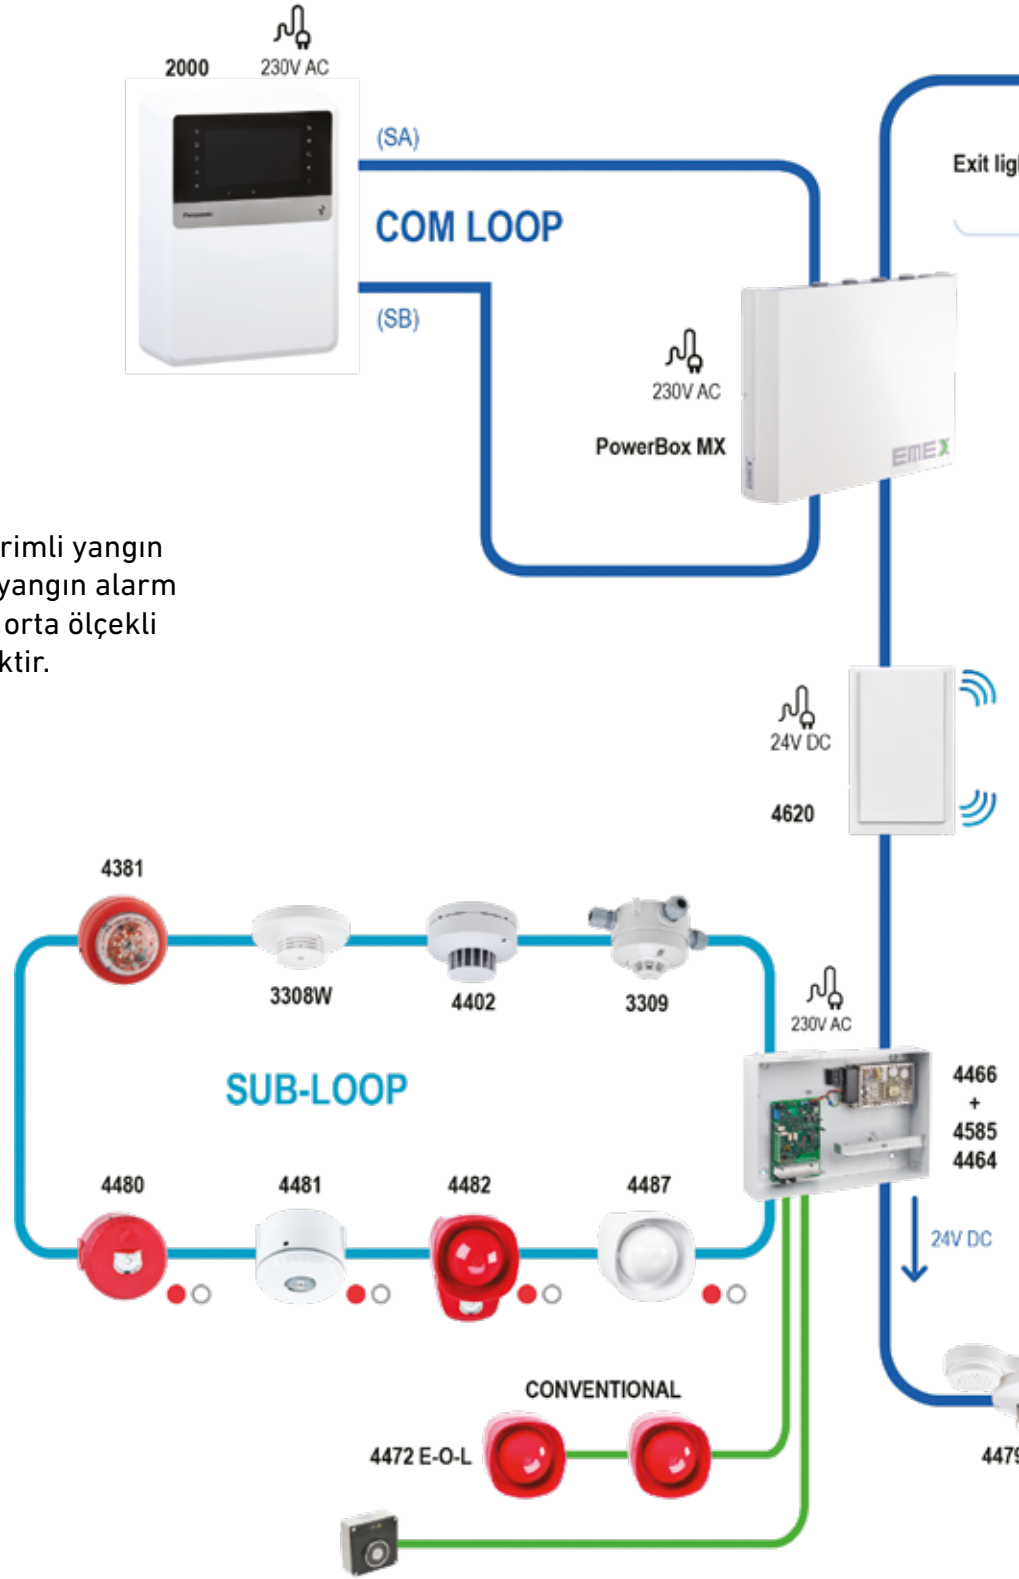 2000
230V AC
(SA)
COM LOOP
(SB)
Panasonic
Exit
230V AC
PowerBox MX
EMEX
rimli yangın
yangın alarm
orta ölçekli
ktir.
24V DC
4620
4381
3308W
4402
3309
230V AC
SUB-LOOP
4466
+
4585
4464
4480
4481
4482
4487
24V DC
CONVENTIONAL
4472 E-O-L
4479